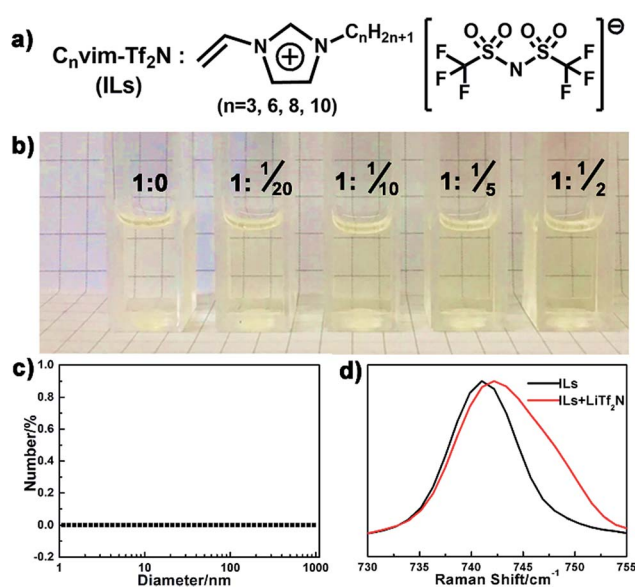 a)
CₙH₂ₙ₊₁
Cₙvim-Tf₂N :
(ILs)
N
N
⊕
(n=3, 6, 8, 10)
O O O O
S S
N
F F
F F
F F
⊖
b)
1:0
1: 1/20
1: 1/10
1: 1/5
1: 1/2
c)
Number/%
1.0
0.8
0.6
0.4
0.2
0.0
-0.2
1 10 100 1000
Diameter/nm
d)
ILs
ILs+LiTf₂N
730 735 740 745 750 755
Raman Shift/cm⁻¹